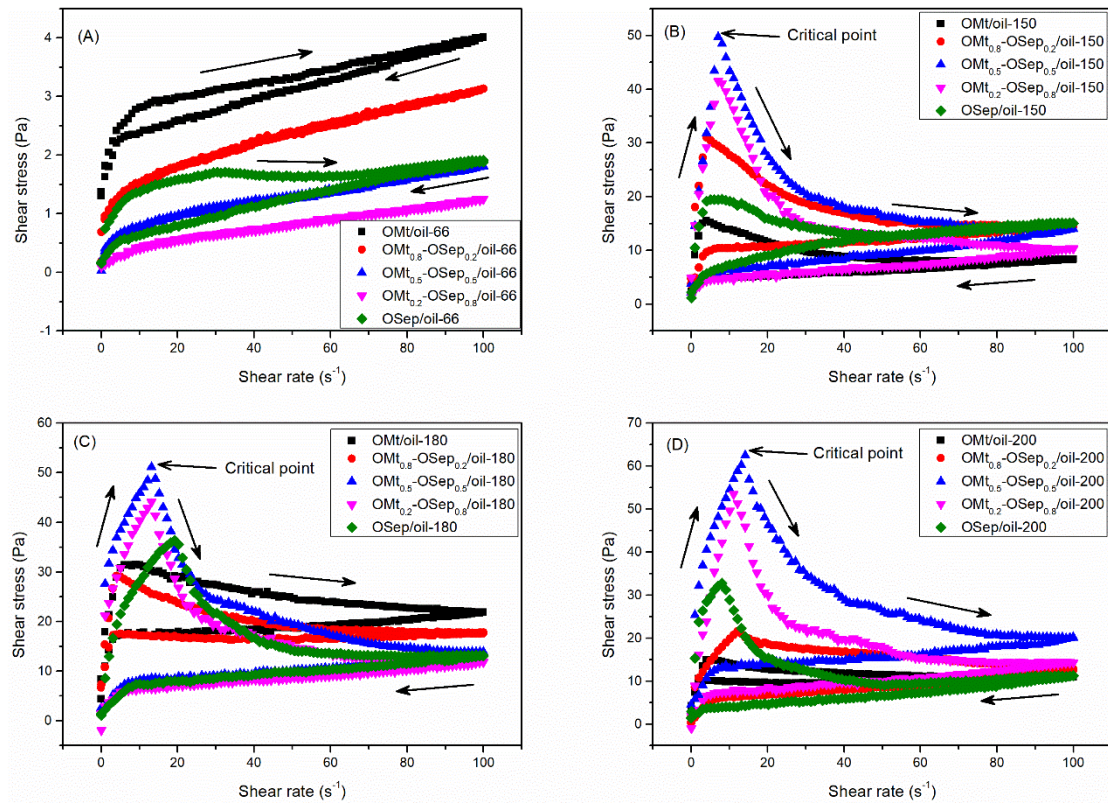 (A)
Shear stress (Pa)
4
3
2
1
0
-1
0 20 40 60 80 100
Shear rate (s⁻¹)
OMt/oil-66
OMt₀.₈-OSep₀.₂/oil-66
OMt₀.₅-OSep₀.₅/oil-66
OMt₀.₂-OSep₀.₈/oil-66
OSep/oil-66
(B)
Critical point
Shear stress (Pa)
50
40
30
20
10
0
0 20 40 60 80 100
Shear rate (s⁻¹)
OMt/oil-150
OMt₀.₈-OSep₀.₂/oil-150
OMt₀.₅-OSep₀.₅/oil-150
OMt₀.₂-OSep₀.₈/oil-150
OSep/oil-150
(C)
Critical point
Shear stress (Pa)
60
50
40
30
20
10
0
0 20 40 60 80 100
Shear rate (s⁻¹)
OMt/oil-180
OMt₀.₈-OSep₀.₂/oil-180
OMt₀.₅-OSep₀.₅/oil-180
OMt₀.₂-OSep₀.₈/oil-180
OSep/oil-180
(D)
Critical point
Shear stress (Pa)
70
60
50
40
30
20
10
0
0 20 40 60 80 100
Shear rate (s⁻¹)
OMt/oil-200
OMt₀.₈-OSep₀.₂/oil-200
OMt₀.₅-OSep₀.₅/oil-200
OMt₀.₂-OSep₀.₈/oil-200
OSep/oil-200